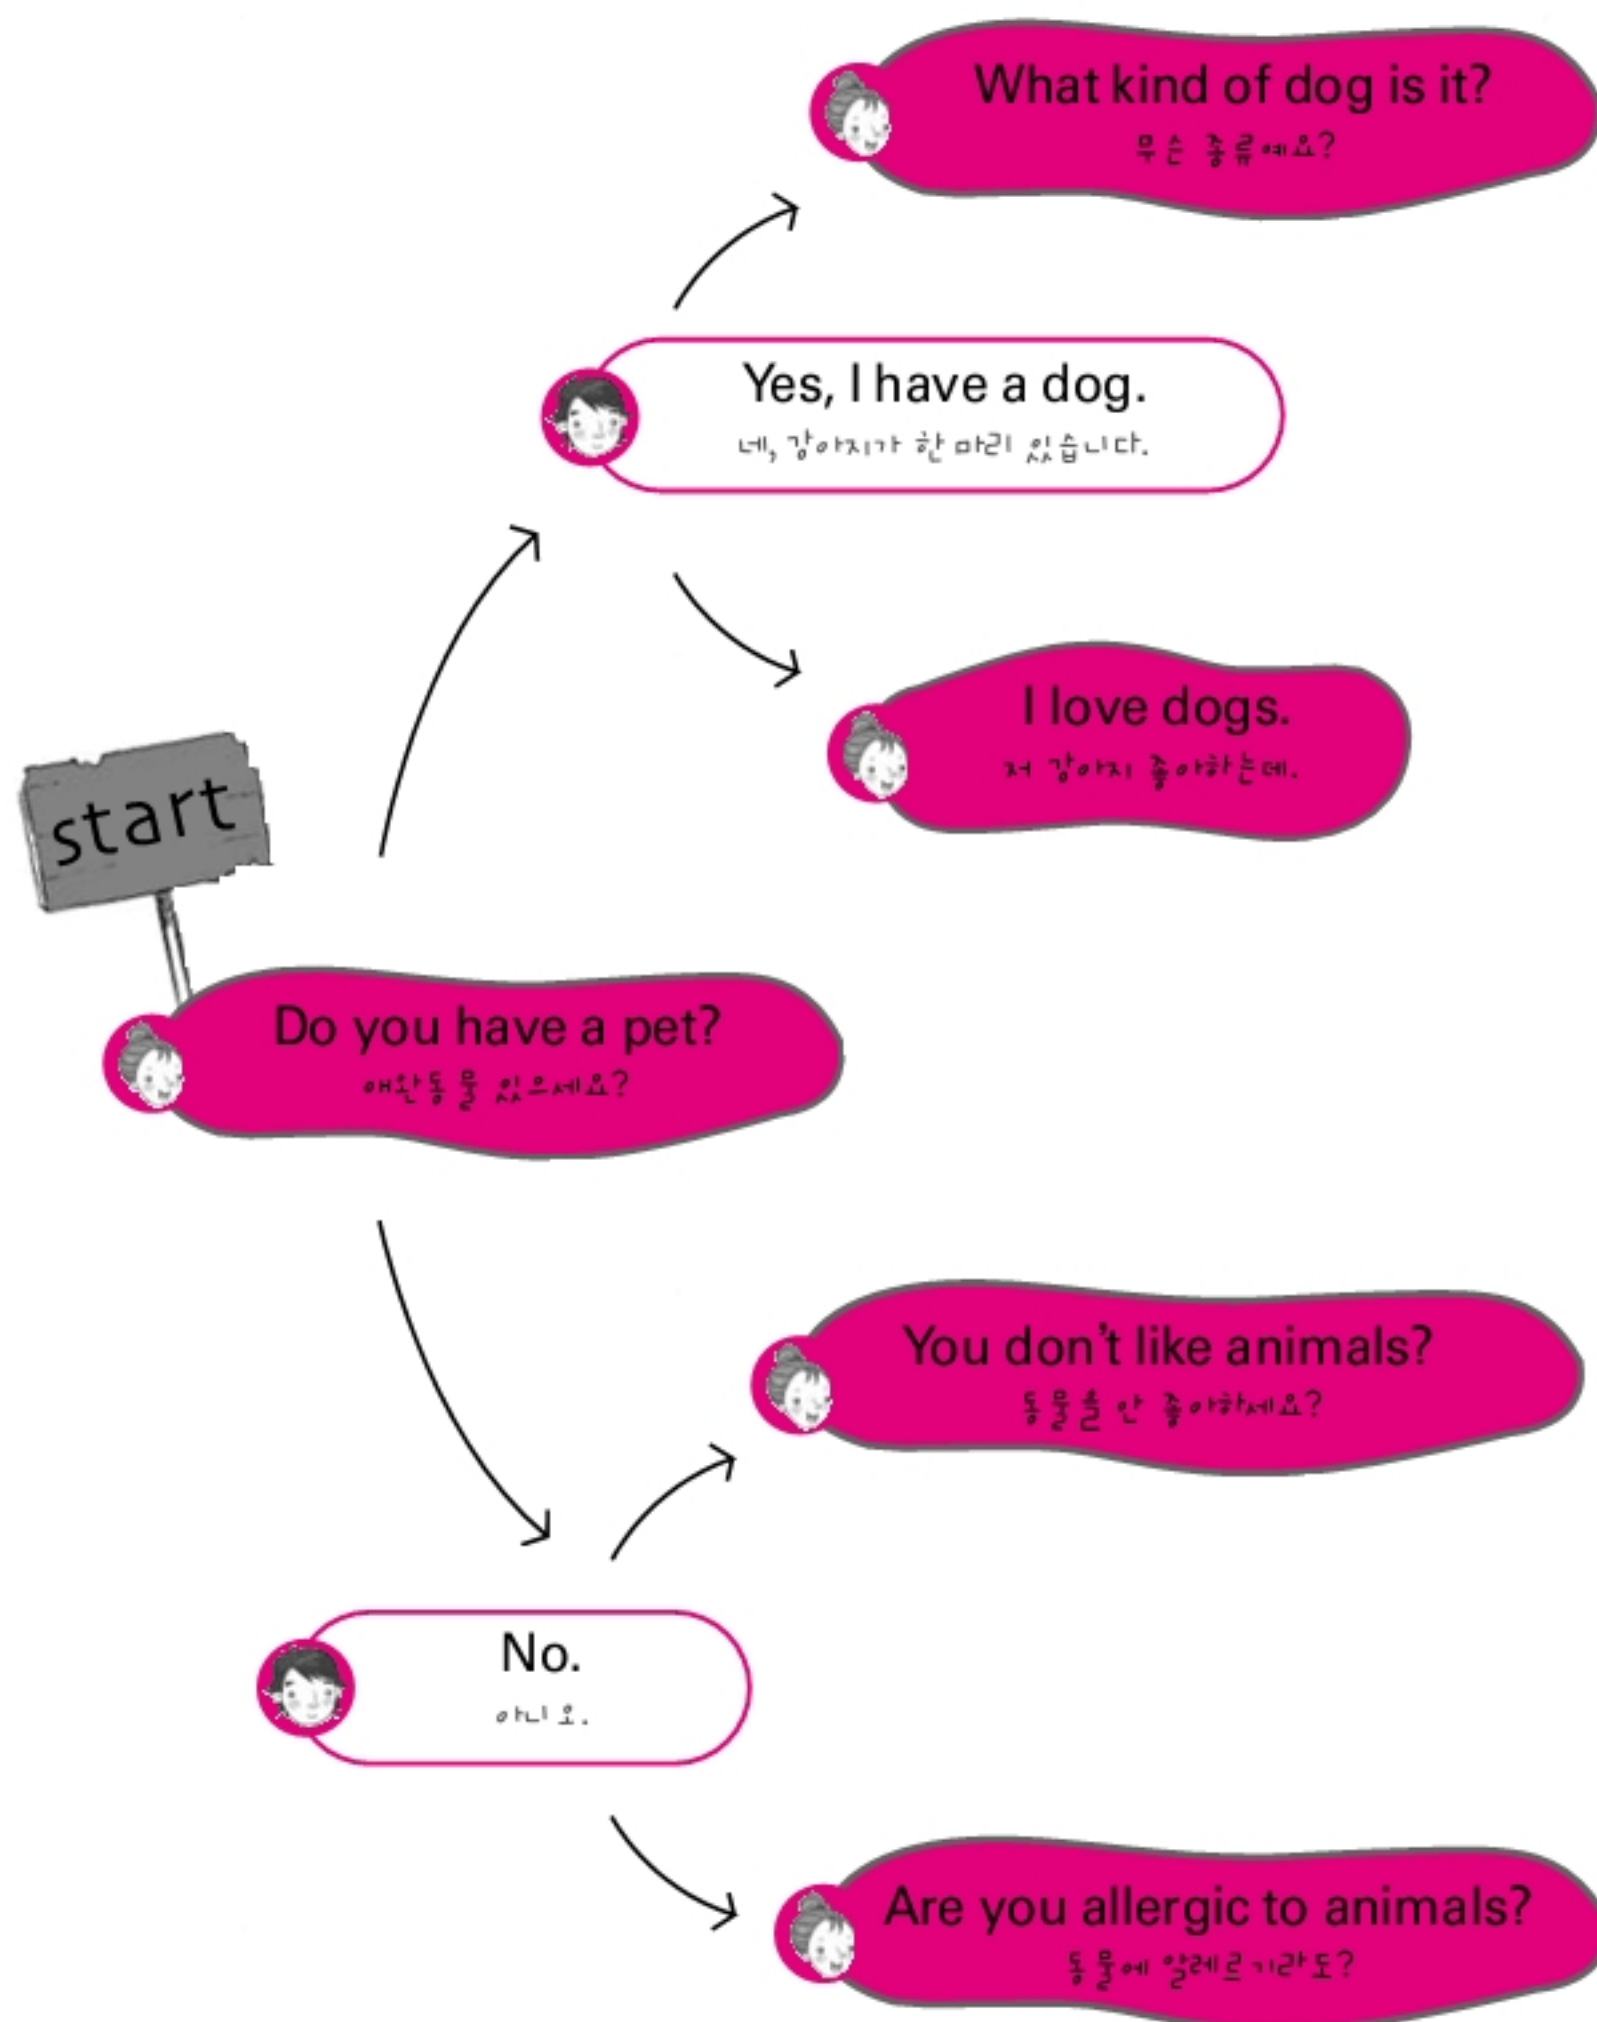 What kind of dog is it?
무슨 종류예요?
Yes, I have a dog.
네, 강아지가 한 마리 있습니다.
I love dogs.
저 강아지 좋아하는데.
start
Do you have a pet?
애완동물 있으세요?
You don't like animals?
동물을 안 좋아하세요?
No.
아니오.
Are you allergic to animals?
동물에 알레르기라도?